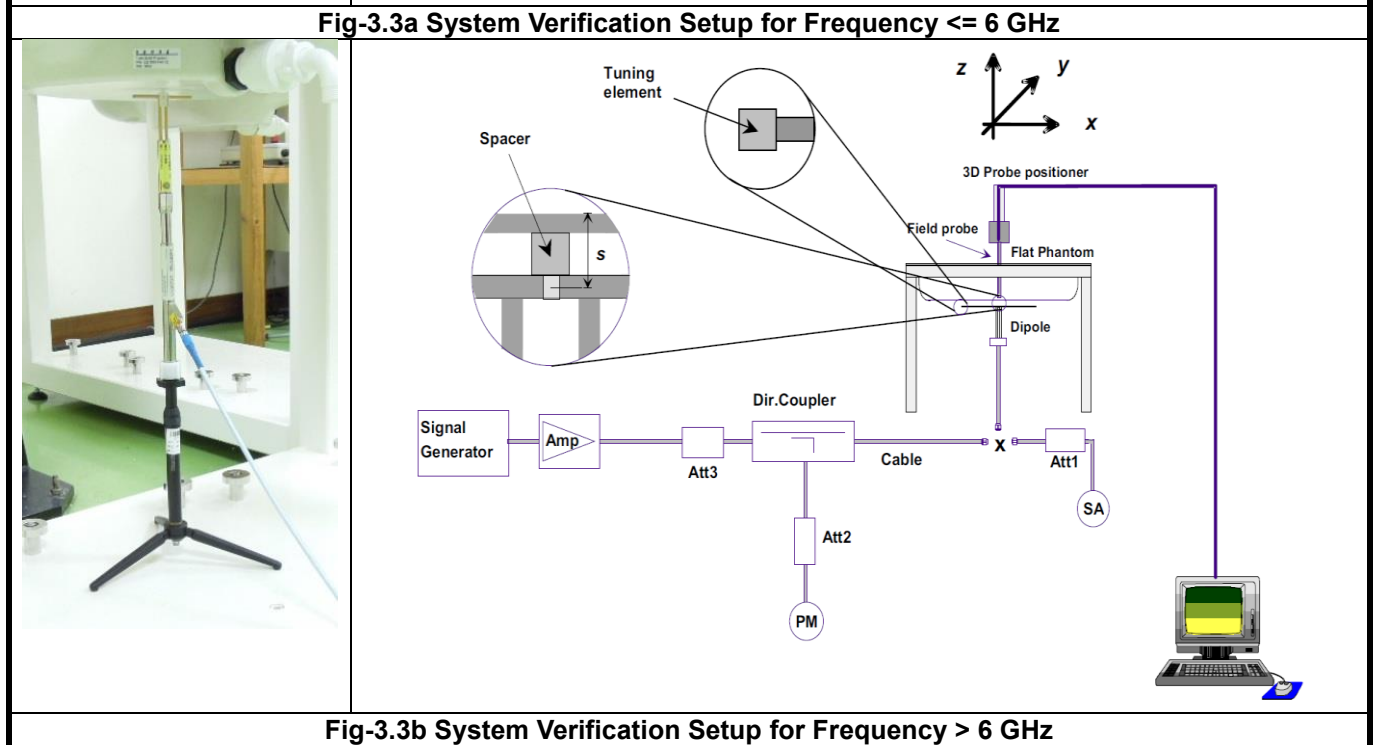 Fig-3.3a System Verification Setup for Frequency <= 6 GHz
Tuning
element
Spacer
s
z
y
x
3D Probe positioner
Field probe
Flat Phantom
Dipole
Dir.Coupler
Signal
Generator
Amp
Att3
Cable
x
Att1
SA
Att2
PM
Fig-3.3b System Verification Setup for Frequency > 6 GHz